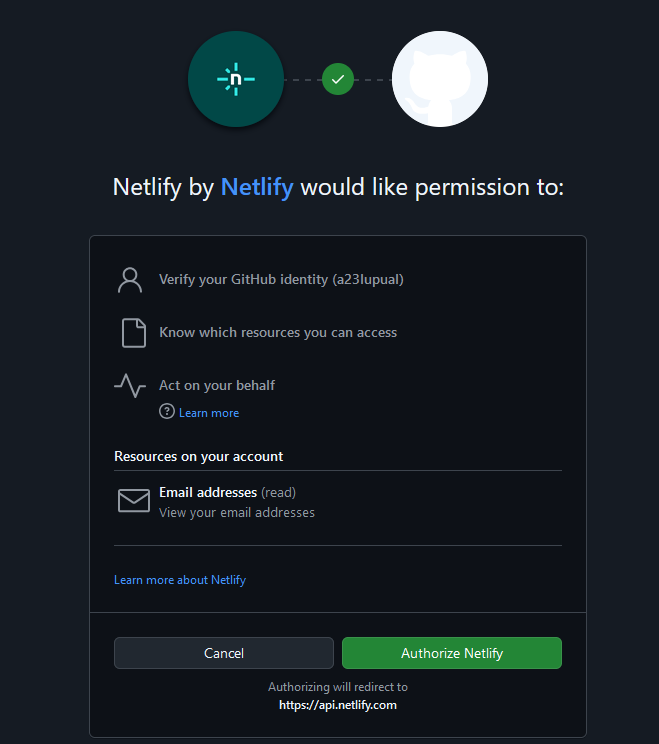 n
Netlify by Netlify would like permission to:
Verify your GitHub identity (a23lupual)
Know which resources you can access
Act on your behalf
? Learn more
Resources on your account
Email addresses (read)
View your email addresses
Learn more about Netlify
Cancel
Authorize Netlify
Authorizing will redirect to
https://api.netlify.com